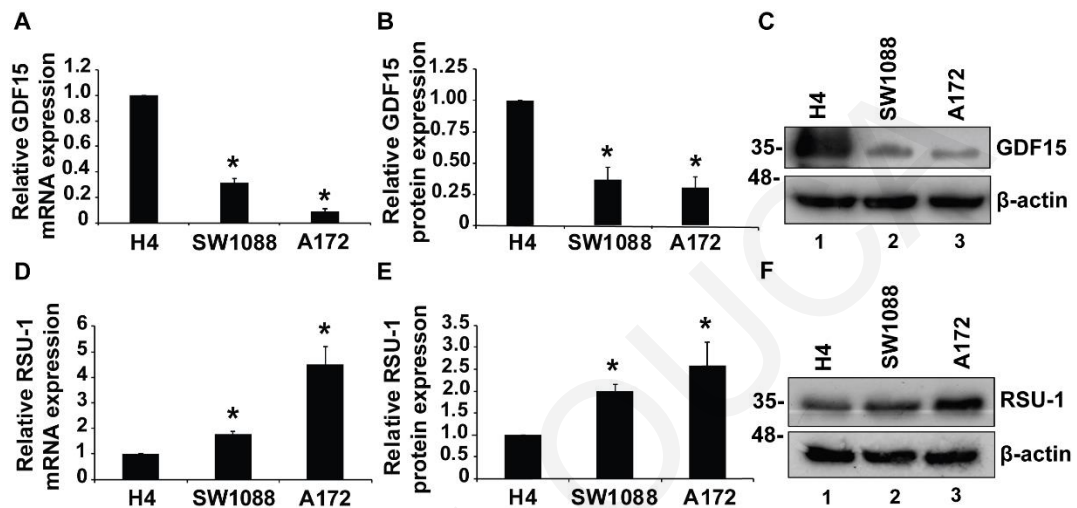 A
Relative GDF15
mRNA expression
1.2
1.0
0.8
0.6
0.4
0.2
0
*
*
H4
SW1088
A172
B
Relative GDF15
protein expression
1.25
1.00
0.75
0.50
0.25
0
*
*
H4
SW1088
A172
C
H4
SW1088
A172
35-
GDF15
48-
β-actin
1
2
3
D
Relative RSU-1
mRNA expresson
6
5
4
3
2
1
0
*
*
H4
SW1088
A172
E
Relative RSU-1
protein expression
3.5
3.0
2.5
2.0
1.5
1.0
0.5
0
*
*
H4
SW1088
A172
F
H4
SW1088
A172
35-
RSU-1
48-
β-actin
1
2
3
OUCA